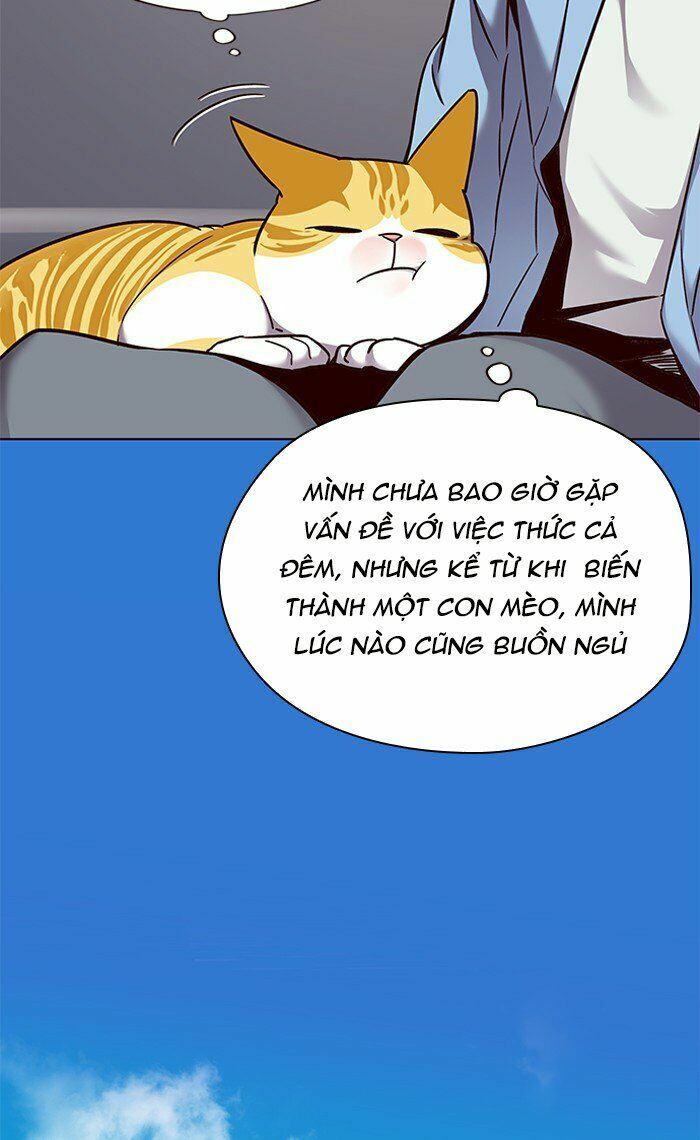 MÌNH CHƯA BAO GIỜ GẶP
VẤN ĐỀ VỚI VIỆC THỨC CẢ
ĐÊM, NHƯNG KỂ TỪ KHI BIẾN
THÀNH MỘT CON MÈO, MÌNH
LÚC NÀO CŨNG BUỒN NGỦ